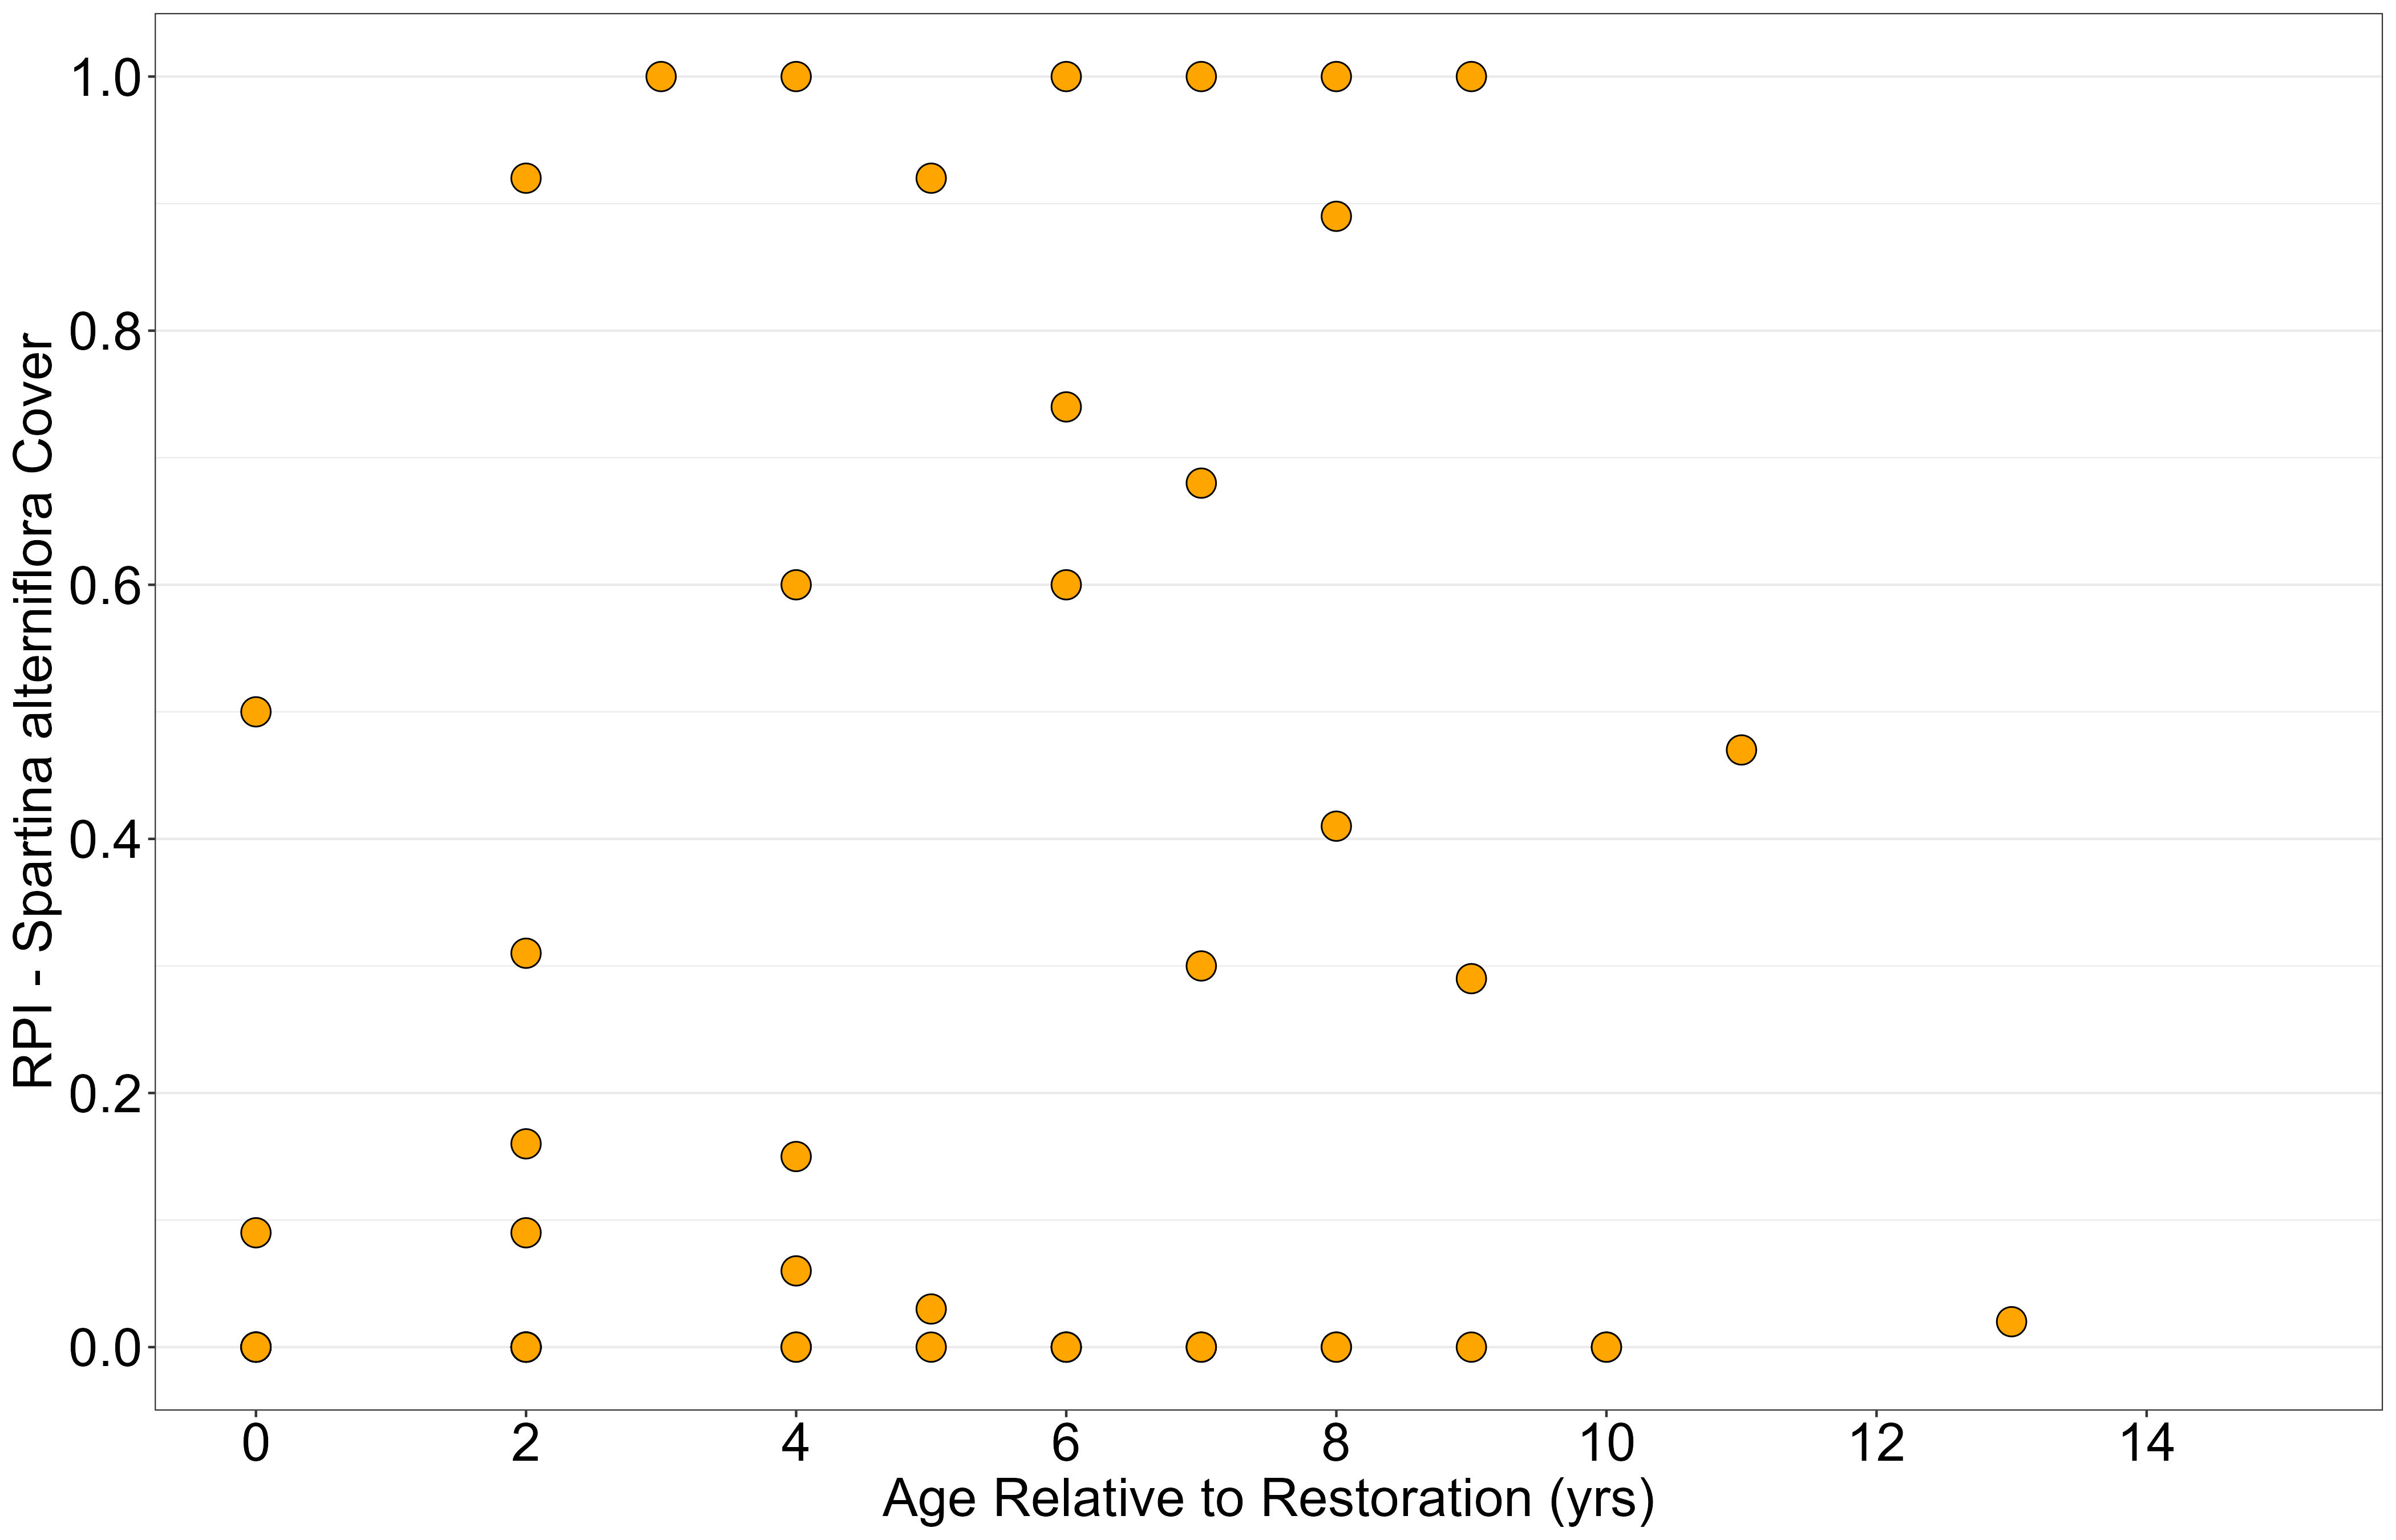 RPI - Spartina alterniflora Cover
1.0
0.8
0.6
0.4
0.2
0.0
0 2 4 6 8 10 12 14
Age Relative to Restoration (yrs)